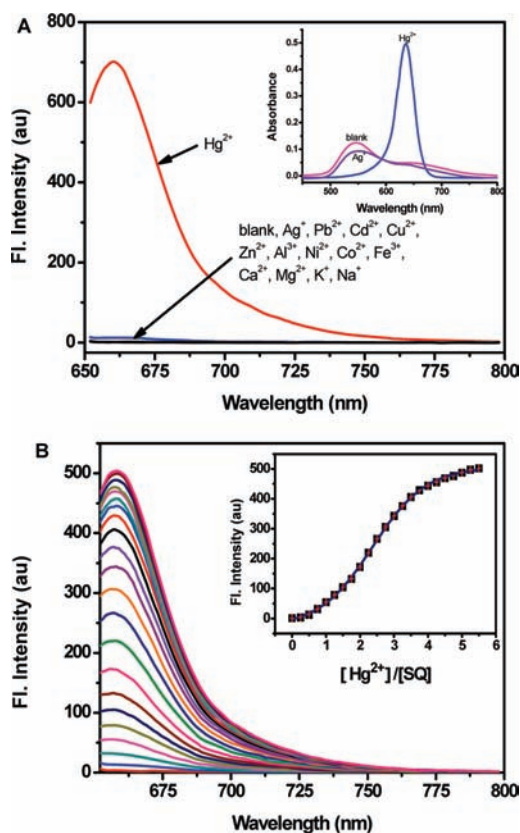 A
Fl. Intensity (au)
800
600
400
200
0
650 675 700 725 750 775 800
Wavelength (nm)
Hg²⁺
blank, Ag⁺, Pb²⁺, Cd²⁺, Cu²⁺,
Zn²⁺, Al³⁺, Ni²⁺, Co²⁺, Fe³⁺,
Ca²⁺, Mg²⁺, K⁺, Na⁺
Absorbance
0.5
0.4
0.3
0.2
0.1
0.0
500 600 700 800
Wavelength (nm)
Hg²⁺
blank
Ag⁺
B
Fl. Intensity (au)
500
400
300
200
100
0
675 700 725 750 775 800
Wavelength (nm)
Fl. Intensity (au)
500
400
300
200
100
0
0 1 2 3 4 5 6
[ Hg²⁺]/[SQ]